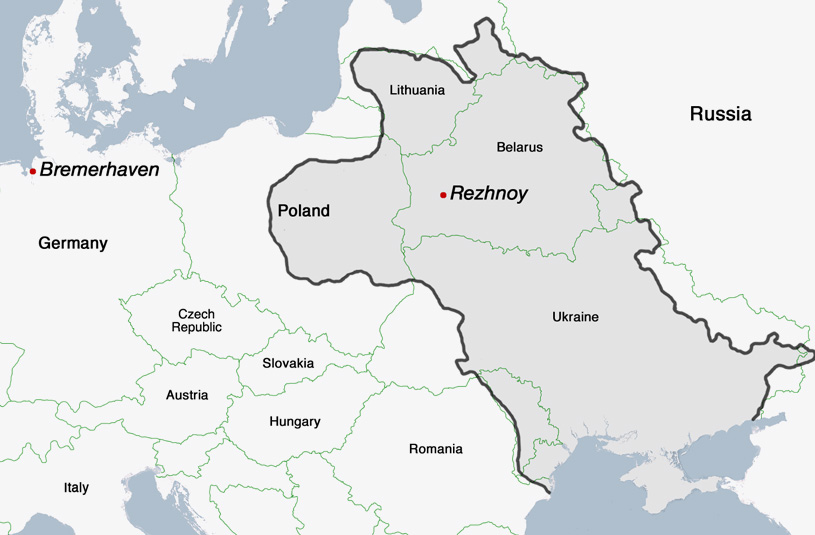 Lithuania
Russia
Belarus
Bremerhaven
Rezhnoy
Poland
Germany
Czech
Republic
Ukraine
Slovakia
Austria
Hungary
Romania
Italy